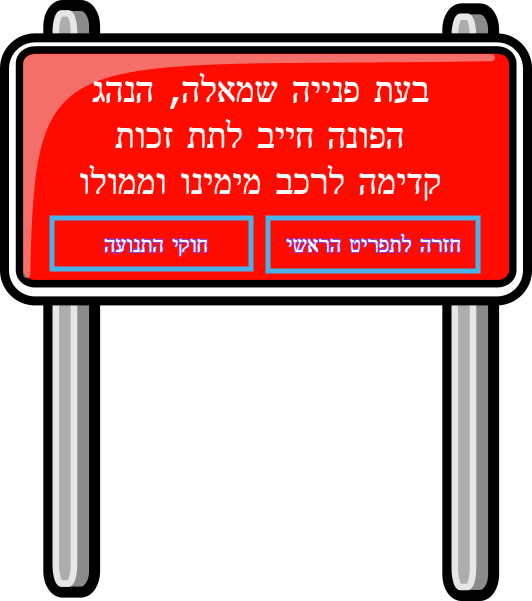 בעת פנייה שמאלה, הנהג
הפונה חייב לתת זכות
קדימה לרכב מימינו וממולו
חזרה לתפריט הראשי
חוקי התנועה